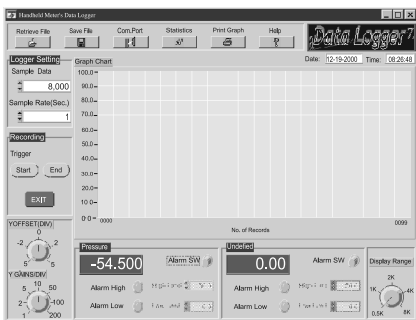 Handheld Meter's Data Logger
Retrieve File Save File Com.Port Statistics Print Graph Help
Data Logger
Logger Setting Graph Chart Date: 12-19-2000 Time: 08:26:48
Sample Data
8,000
Sample Rate(Sec.)
1
Recording
Trigger
Start End
EXIT
100.0
90.0
80.0
70.0
60.0
50.0
40.0
30.0
20.0
10.0
0.0
0000 0099
No. of Records
YOFFSET(DIV)
0
-2 2
5 5
Y GAINS/DIV
5 10 50
2 100
1 200
Pressure
-54.500 Alarm SW
Alarm High
Alarm Low
Undefied
0.00 Alarm SW
Alarm High
Alarm Low
Display Range
2K
1K 4K
0.5K 8K